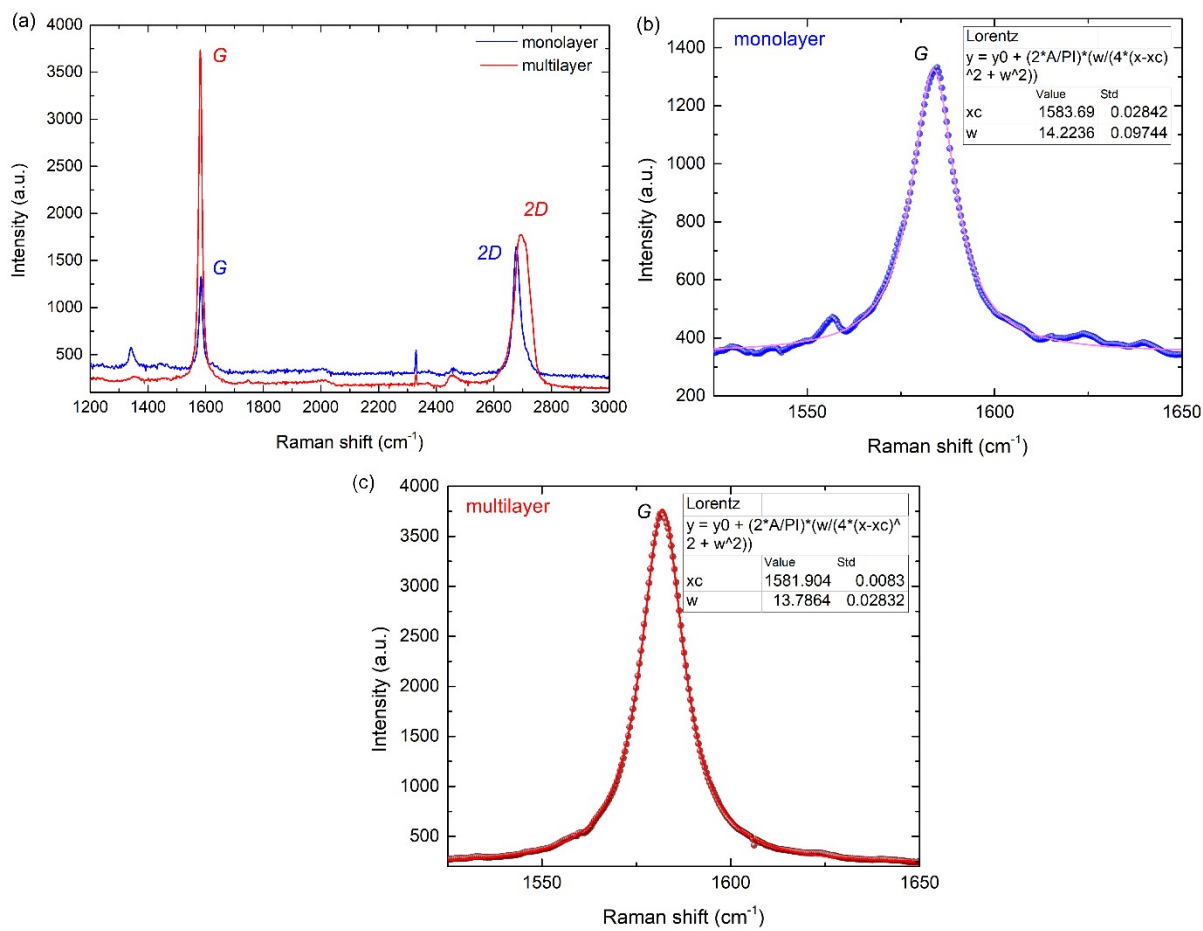 (a)
4000
3500
3000
2500
2000
1500
1000
500
Intensity (a.u.)
G
G
2D
2D
monolayer
multilayer
1200 1400 1600 1800 2000 2200 2400 2600 2800 3000
Raman shift (cm-1)
(b)
monolayer
G
1400
1200
1000
800
600
400
200
Intensity (a.u.)
Lorentz
y = y0 + (2*A/PI)*(w/(4*(x-xc)
^2 + w^2))
Value Std
xc 1583.69 0.02842
w 14.2236 0.09744
1550 1600 1650
Raman shift (cm-1)
(c)
multilayer
G
4000
3500
3000
2500
2000
1500
1000
500
Intensity (a.u.)
Lorentz
y = y0 + (2*A/PI)*(w/(4*(x-xc)^
2 + w^2))
Value Std
xc 1581.904 0.0083
w 13.7864 0.02832
1550 1600 1650
Raman shift (cm-1)